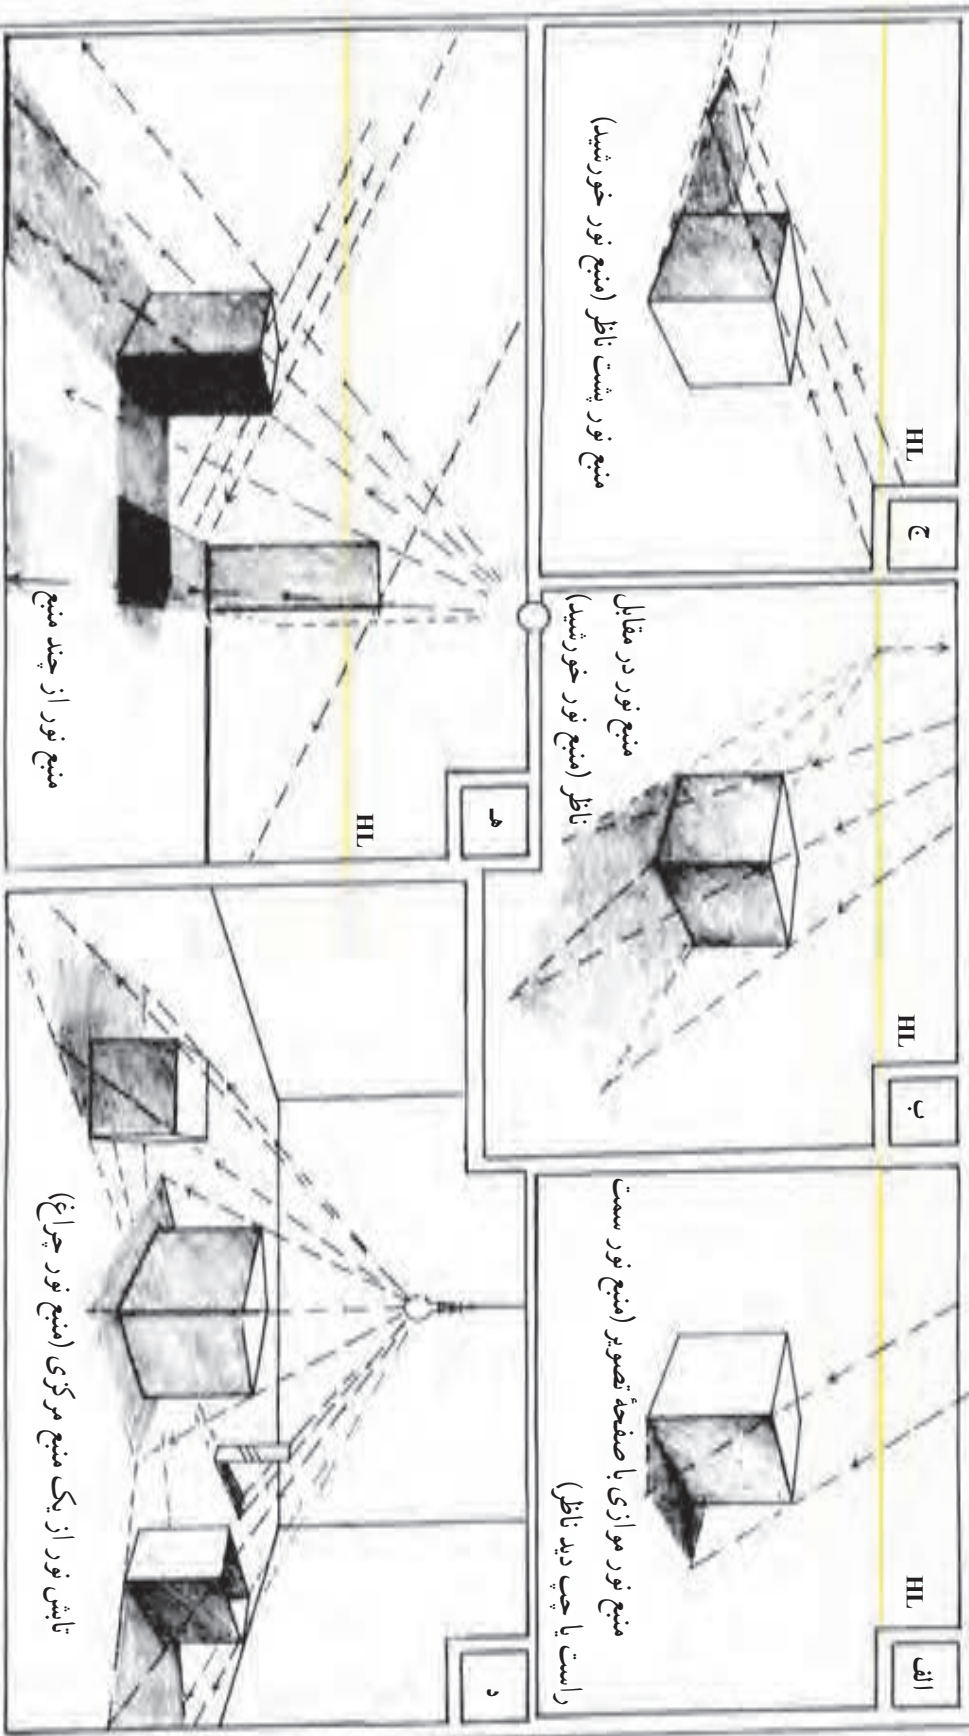 الف
HL
منبع نور موازی با صفحهٔ تصویر (منبع نور سمت
راست یا چپ دید ناظر)
ب
HL
منبع نور در مقابل
ناظر (منبع نور خورشید)
ج
HL
منبع نور پشت ناظر (منبع نور خورشید)
د
تابش نور از یک منبع مرکزی (منبع نور چراغ)
هـ
HL
منبع نور از چند منبع